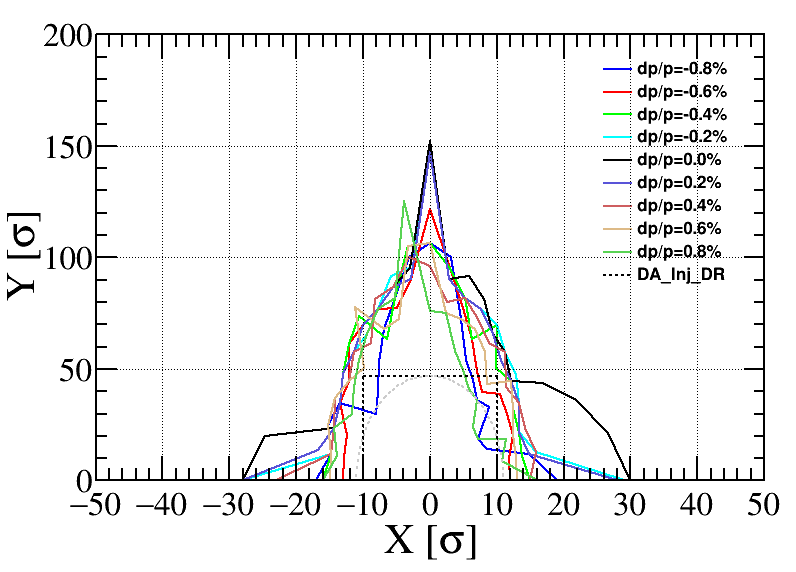 200
150
100
50
0
Y [σ]
dp/p=-0.8%
dp/p=-0.6%
dp/p=-0.4%
dp/p=-0.2%
dp/p=0.0%
dp/p=0.2%
dp/p=0.4%
dp/p=0.6%
dp/p=0.8%
DA_Inj_DR
−50 −40 −30 −20 −10 0 10 20 30 40 50
X [σ]